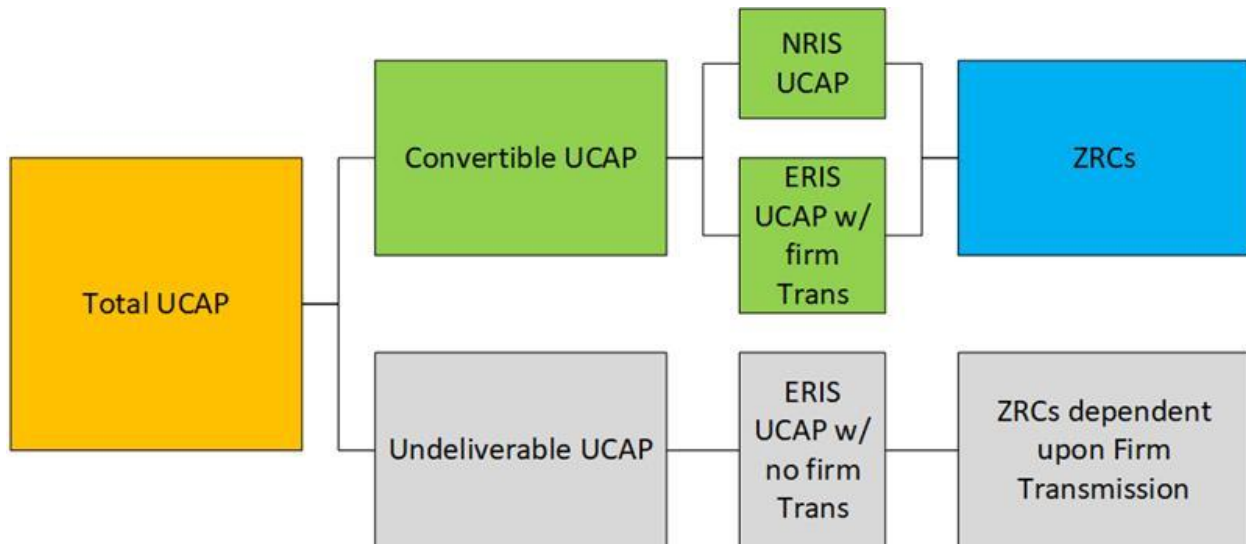 Total UCAP
Convertible UCAP
NRIS
UCAP
ERIS
UCAP w/
firm
Trans
ZRCs
Undeliverable UCAP
ERIS
UCAP w/
no firm
Trans
ZRCs dependent
upon Firm
Transmission